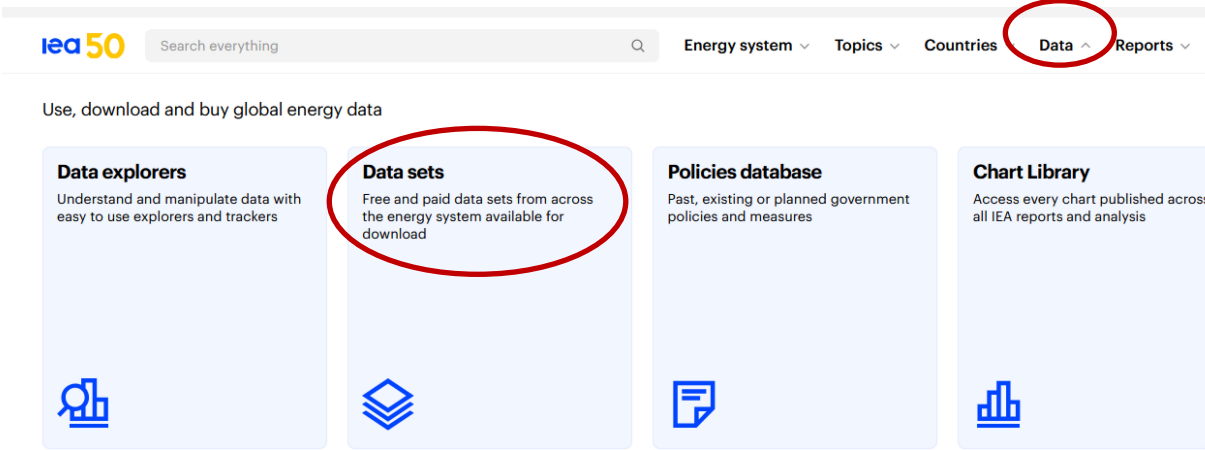 iea 50
Search everything
Energy system
Topics
Countries
Data
Reports
Use, download and buy global energy data
Data explorers
Understand and manipulate data with
easy to use explorers and trackers
Data sets
Free and paid data sets from across
the energy system available for
download
Policies database
Past, existing or planned government
policies and measures
Chart Library
Access every chart published across
all IEA reports and analysis